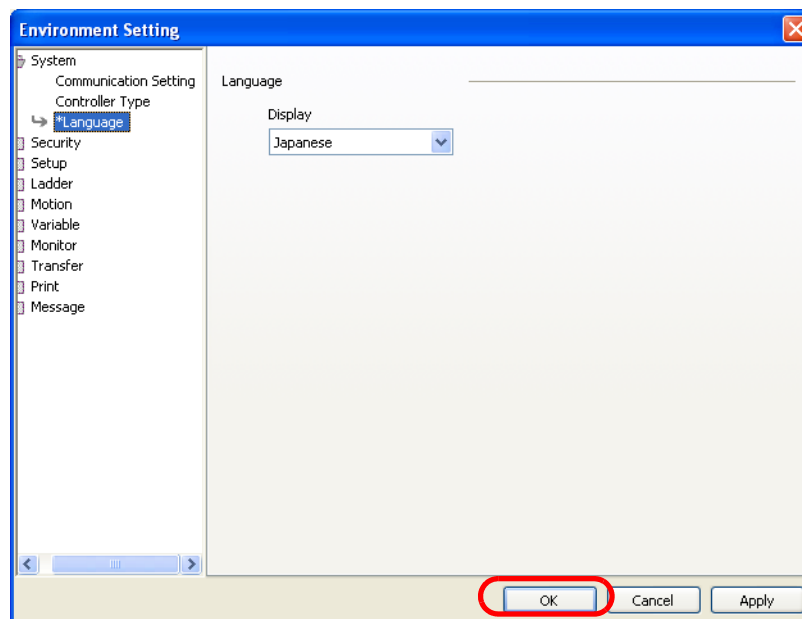 Environment Setting
System
Communication Setting
Controller Type
*Language
Security
Setup
Ladder
Motion
Variable
Monitor
Transfer
Print
Message
Language
Display
Japanese
OK
Cancel
Apply